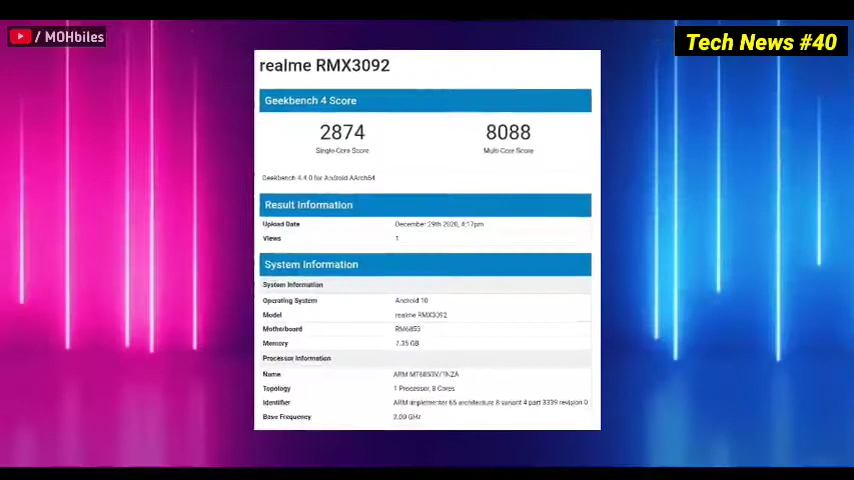 / MOHbiles
Tech News #40
realme RMX3092
Geekbench 4 Score
2874 8088
Single-Core Score Multi-Core Score
Geekbench 4.4.0 for Android AArch64
Result Information
Upload Date December 29th 2020, 4:17pm
Views 1
System Information
System Information
Operating System Android 10
Model realme RMX3092
Motherboard RM6853
Memory 7.35 GB
Processor Information
Name ARM
Topology 1 Processor, 8 Cores
Identifier ARM implementer 65 architecture 8 variant 4 part 3339 revision 0
Base Frequency 2.00 GHz